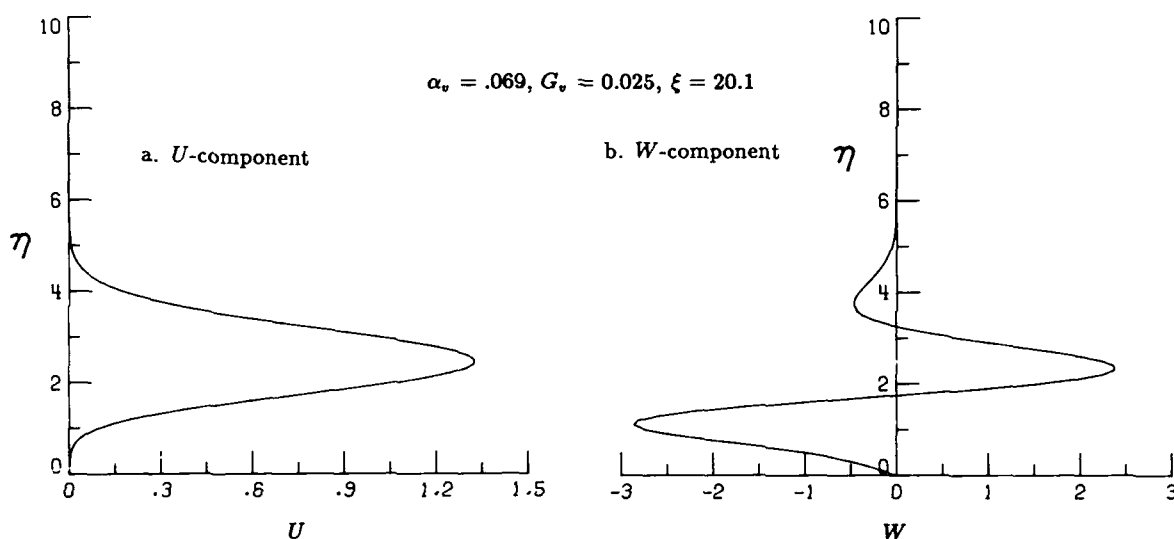 α_v = .069, G_v = 0.025, ξ = 20.1
a. U-component
10
8
6
4
2
0
η
0 .3 .6 .9 1.2 1.5
U
b. W-component
10
8
6
4
2
0
η
-3 -2 -1 0 1 2 3
W